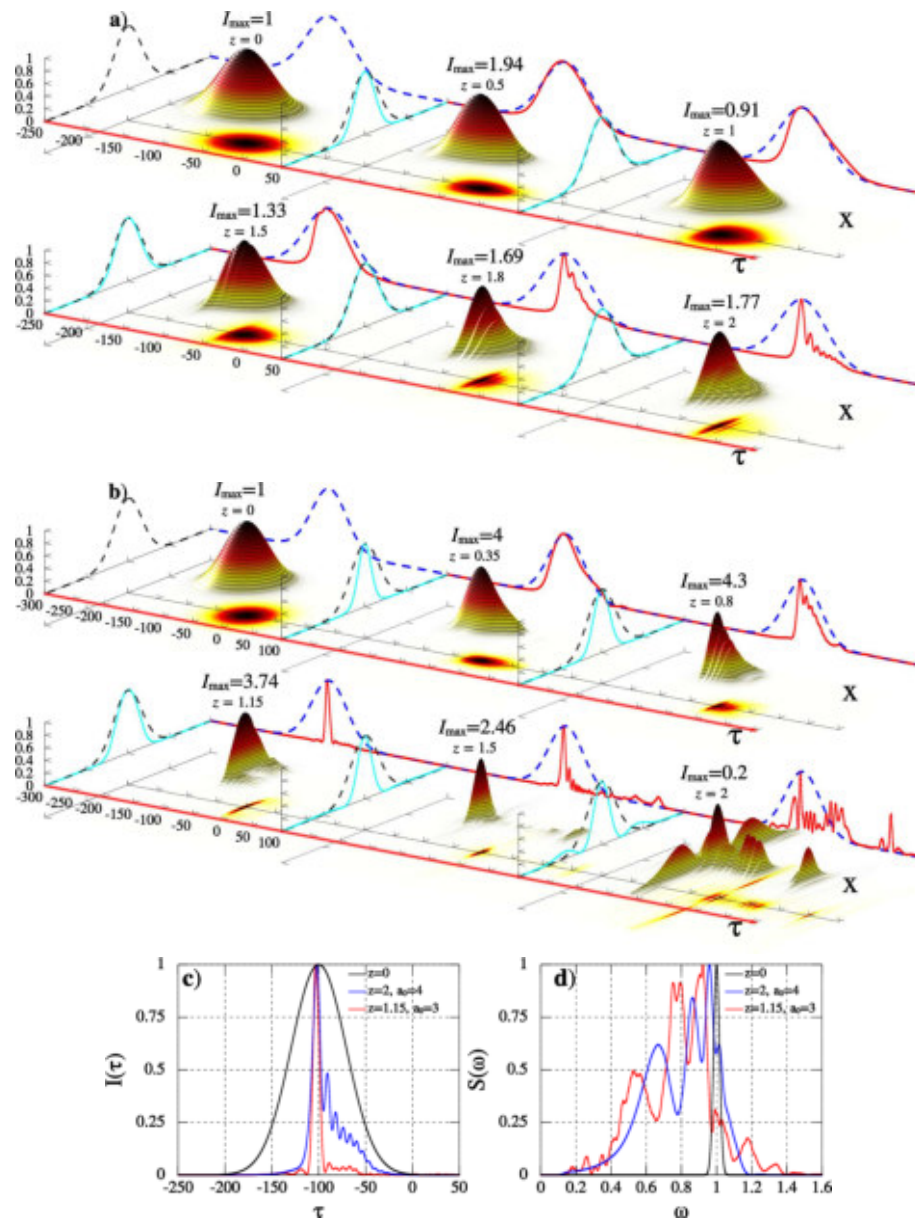 a)
I_max=1
z=0
I_max=1.94
z=0.5
I_max=0.91
z=1
1
0.8
0.6
0.4
0.2
0
-250
-200
-150
-100
-50
0
50
X
τ
I_max=1.33
z=1.5
I_max=1.69
z=1.8
I_max=1.77
z=2
1
0.8
0.6
0.4
0.2
0
-250
-200
-150
-100
-50
0
50
X
τ
b)
I_max=1
z=0
I_max=4
z=0.35
I_max=4.3
z=0.8
1
0.8
0.6
0.4
0.2
0
-300
-250
-200
-150
-100
-50
0
50
100
X
τ
I_max=3.74
z=1.15
I_max=2.46
z=1.5
I_max=0.2
z=2
1
0.8
0.6
0.4
0.2
0
-300
-250
-200
-150
-100
-50
0
50
100
X
τ
c)
z=0
z=2, a₀=4
z=1.15, a₀=3
1
0.75
0.5
0.25
0
I(τ)
-250 -200 -150 -100 -50 0 50
τ
d)
z=0
z=2, a₀=4
z=1.15, a₀=3
1
0.75
0.5
0.25
0
S(ω)
0 0.2 0.4 0.6 0.8 1 1.2 1.4 1.6
ω